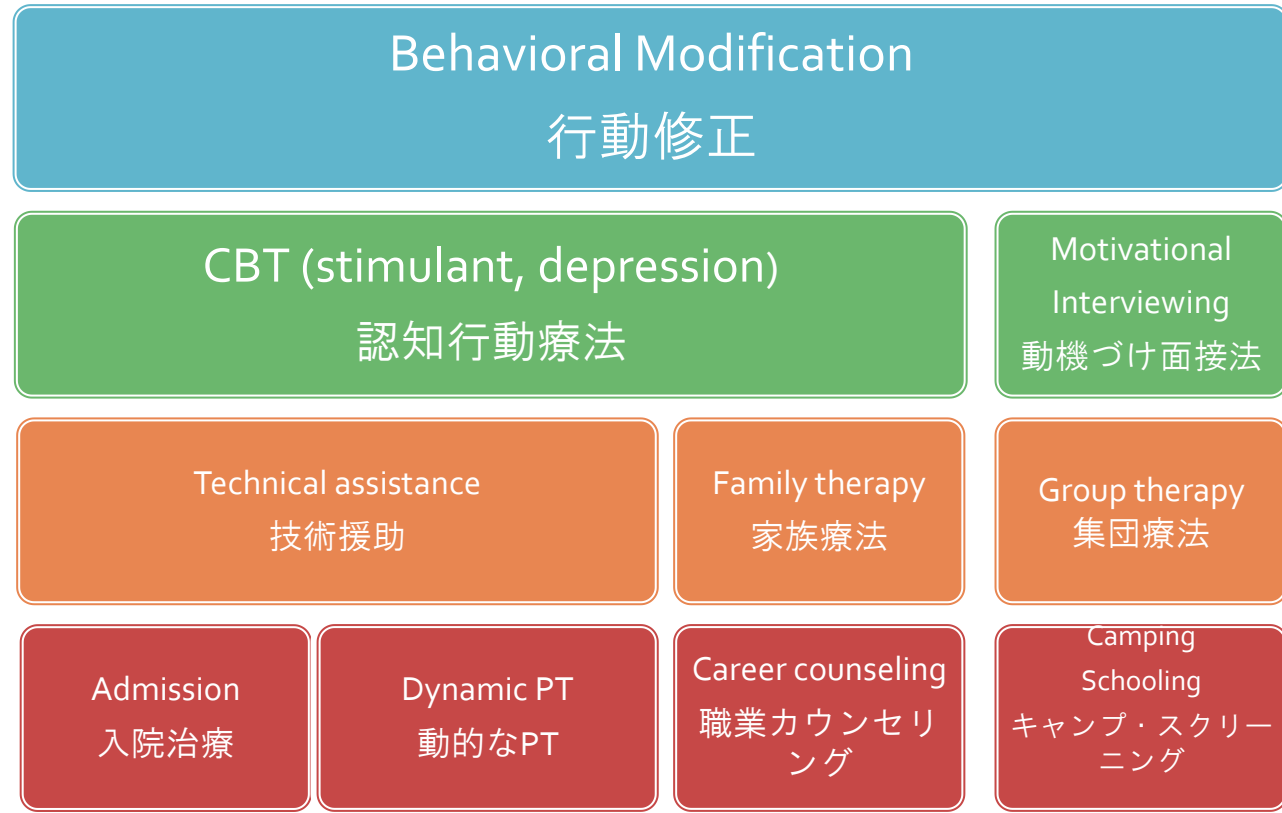 Behavioral Modification
行動修正
CBT (stimulant, depression)
認知行動療法
Motivational
Interviewing
動機づけ面接法
Technical assistance
技術援助
Family therapy
家族療法
Group therapy
集団療法
Admission
入院治療
Dynamic PT
動的なPT
Career counseling
職業カウンセリ
ング
Camping
Schooling
キャンプ・スクリー
ニング